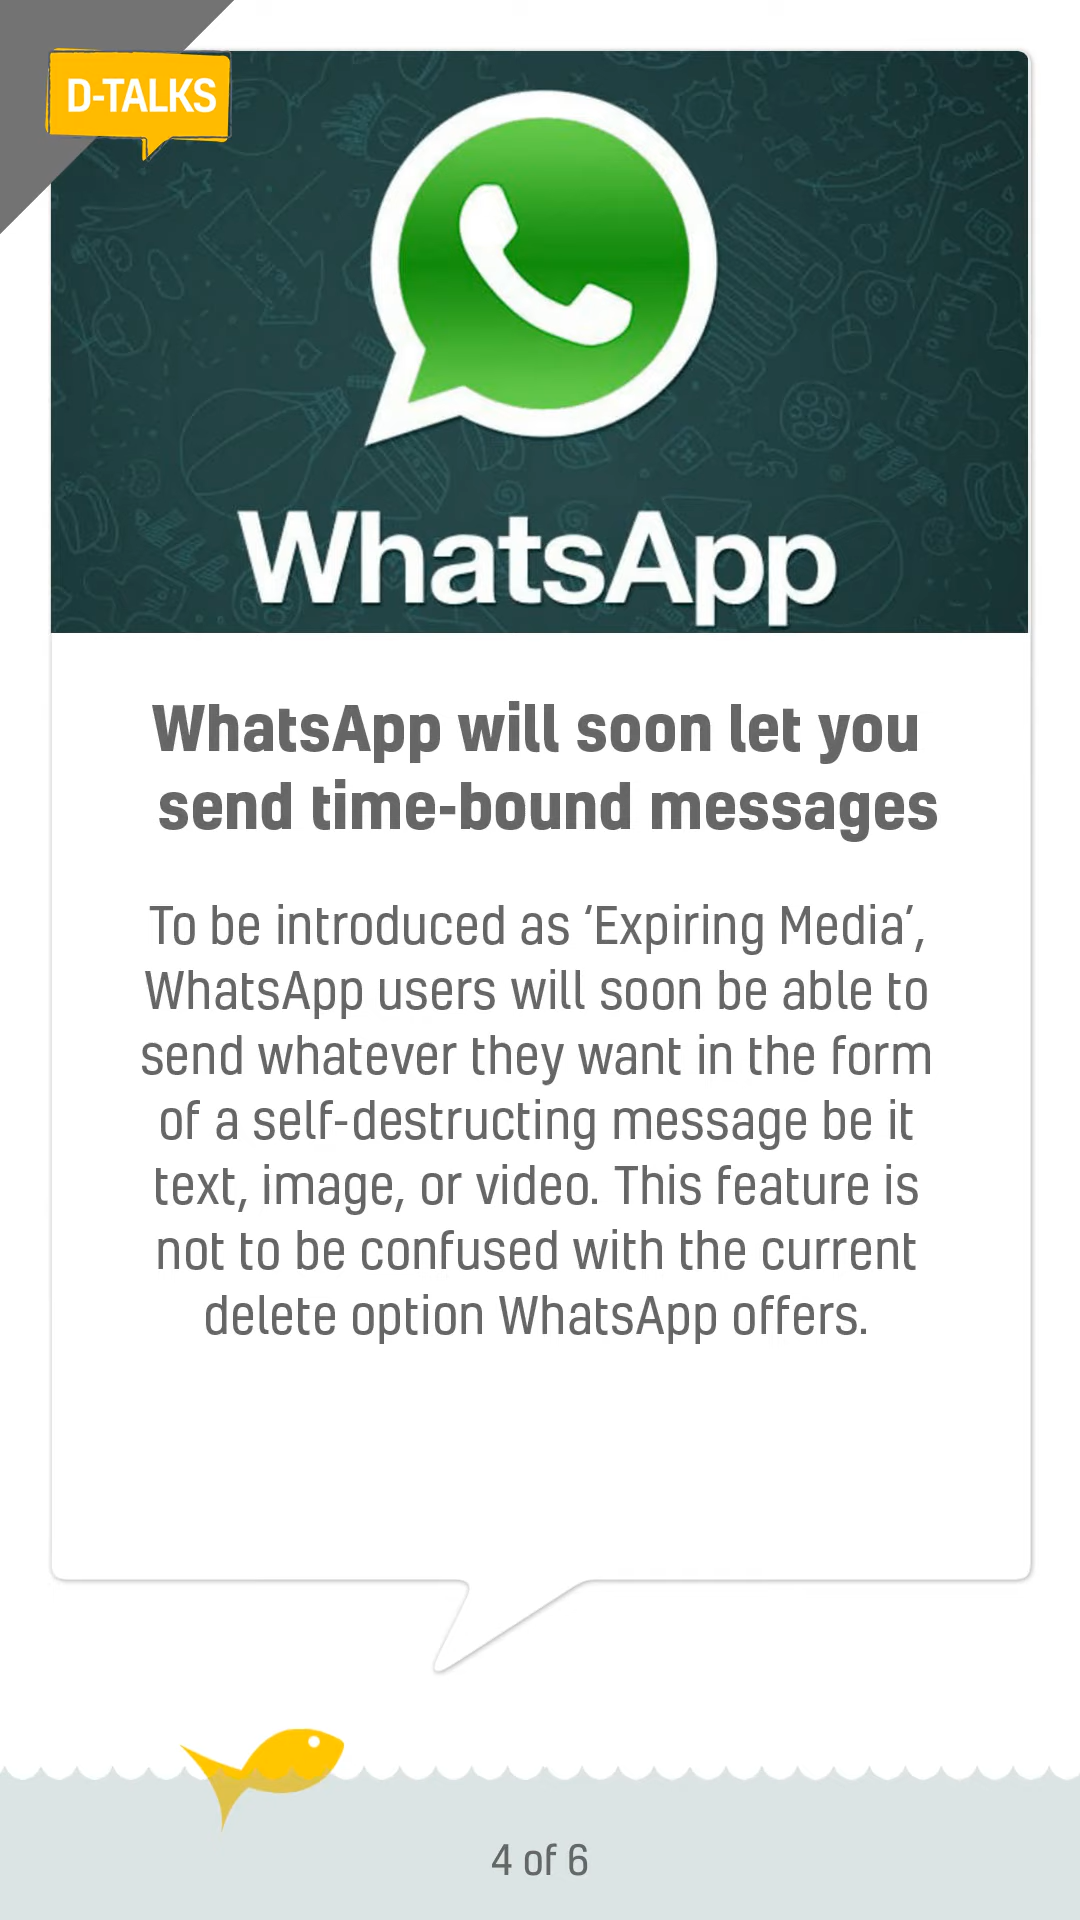 D-TALKS
WhatsApp
WhatsApp will soon let you
send time-bound messages
To be introduced as ‘Expiring Media’,
WhatsApp users will soon be able to
send whatever they want in the form
of a self-destructing message be it
text, image, or video. This feature is
not to be confused with the current
delete option WhatsApp offers.
4 of 6